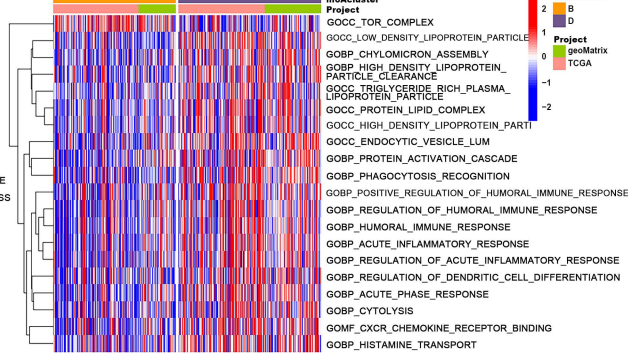 Project
GOCC_TOR_COMPLEX
GOCC_LOW_DENSITY_LIPOPROTEIN_PARTICLE
GOBP_CHYLOMICRON_ASSEMBLY
GOBP_HIGH_DENSITY_LIPOPROTEIN_
PARTICLE_CLEARANCE
GOCC_TRIGLYCERIDE_RICH_PLASMA_
LIPOPROTEIN_PARTICLE
GOCC_PROTEIN_LIPID_COMPLEX
GOCC_HIGH_DENSITY_LIPOPROTEIN_PARTI
GOCC_ENDOCYTIC_VESICLE_LUM
GOBP_PROTEIN_ACTIVATION_CASCADE
GOBP_PHAGOCYTOSIS_RECOGNITION
GOBP_POSITIVE_REGULATION_OF_HUMORAL_IMMUNE_RESPONSE
GOBP_REGULATION_OF_HUMORAL_IMMUNE_RESPONSE
GOBP_HUMORAL_IMMUNE_RESPONSE
GOBP_ACUTE_INFLAMMATORY_RESPONSE
GOBP_REGULATION_OF_ACUTE_INFLAMMATORY_RESPONSE
GOBP_REGULATION_OF_DENDRITIC_CELL_DIFFERENTIATION
GOBP_ACUTE_PHASE_RESPONSE
GOBP_CYTOLYSIS
GOMF_CXCR_CHEMOKINE_RECEPTOR_BINDING
GOBP_HISTAMINE_TRANSPORT
2
1
0
−1
−2
B
D
Project
geoMatrix
TCGA
E
SS